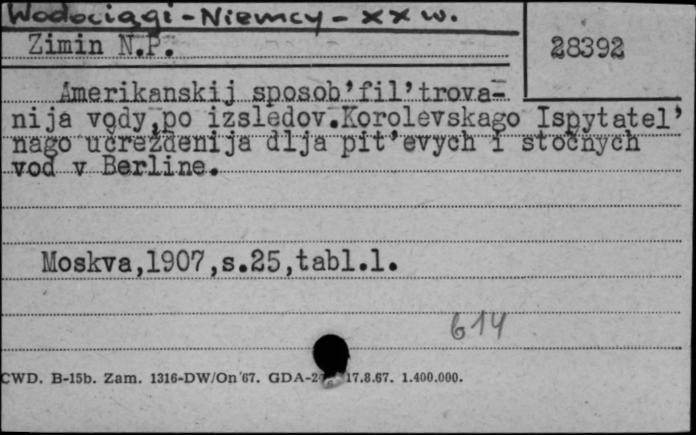 Wodociągi - Niemcy - XX w.
Zimin N.P.
28392
Amerikanskij sposob'fil'trova=
nija vody,po izsledov.Korolevskago Ispytatel'
nago učreždenija dlja pit'evych i stočnych
vod v Berline.
Moskva,1907,s.25,tabl.1.
614
CWD. B-15b. Zam. 1316-DW/On 67. GDA-2 17.8.67. 1.400.000.